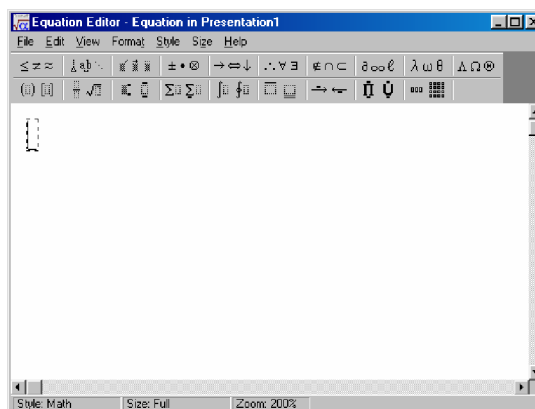 Equation Editor - Equation in Presentation1
File Edit View Format Style Size Help
≤ ≠ ≈ ± • ⊗ → ⇔ ↓ ∴ ∀ ∃ ∉ ∩ ⊂ ∂ ∞ ℓ λ ω θ Λ Ω ⊛
Style: Math Size: Full Zoom: 200%